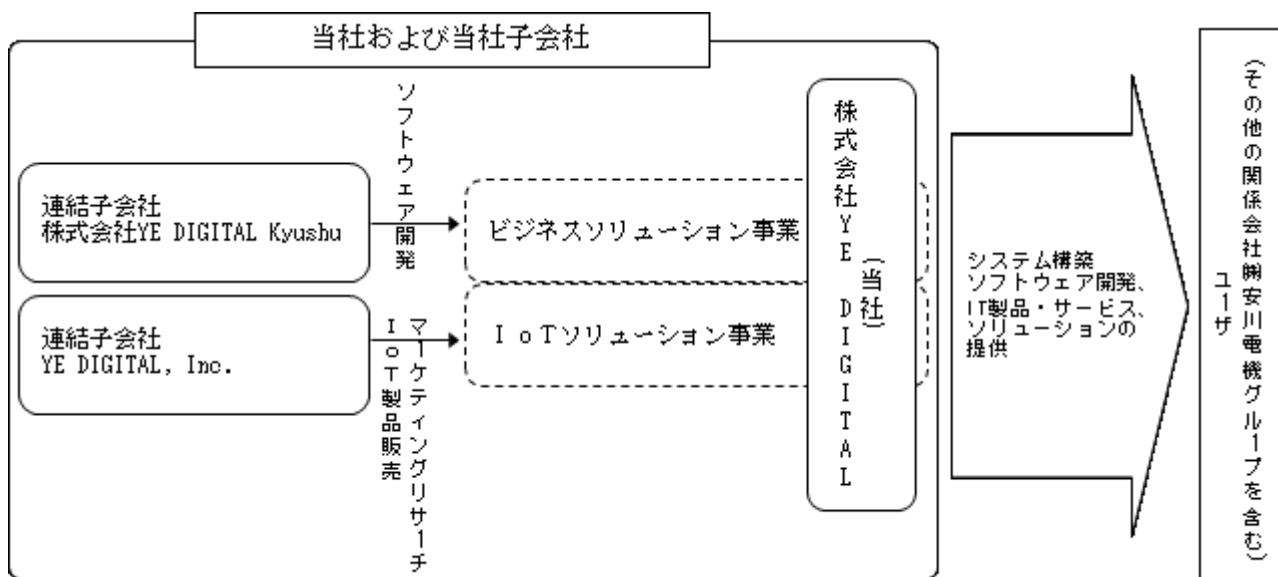 当社および当社子会社
連結子会社
株式会社YE DIGITAL Kyushu
ソフトウェア開発
ビジネスソリューション事業
連結子会社
YE DIGITAL, Inc.
マーケティングリサーチ
IoT製品販売
IoTソリューション事業
株式会社YE DIGITAL
(当社)
システム構築
ソフトウェア開発、
IT製品・サービス、
ソリューションの
提供
(その他の関係会社㈱安川電機グループを含む)
ユーザ